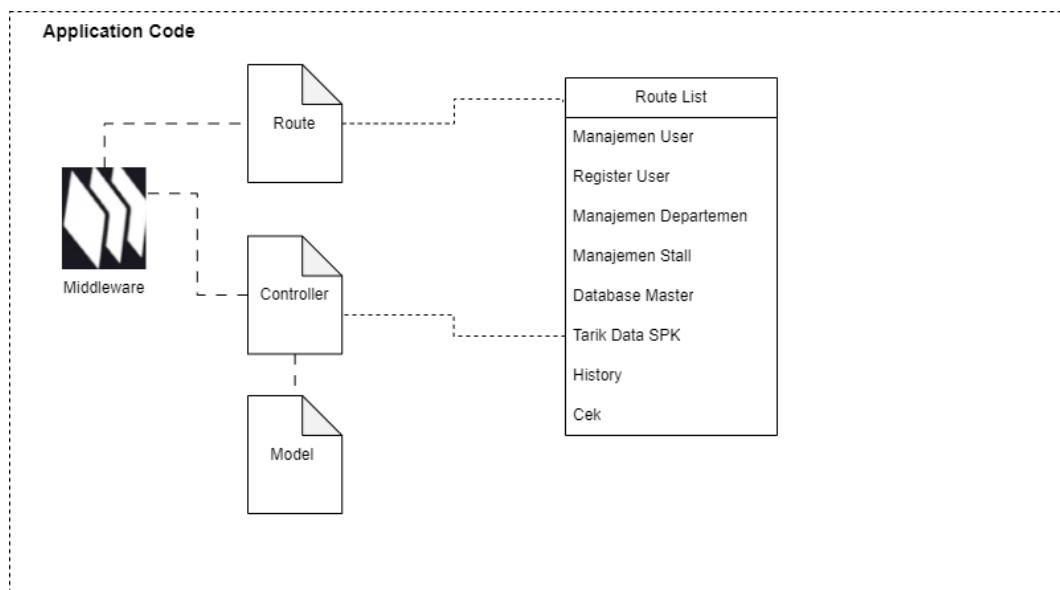 Application Code
Route
Middleware
Controller
Model
Route List
Manajemen User
Register User
Manajemen Departemen
Manajemen Stall
Database Master
Tarik Data SPK
History
Cek